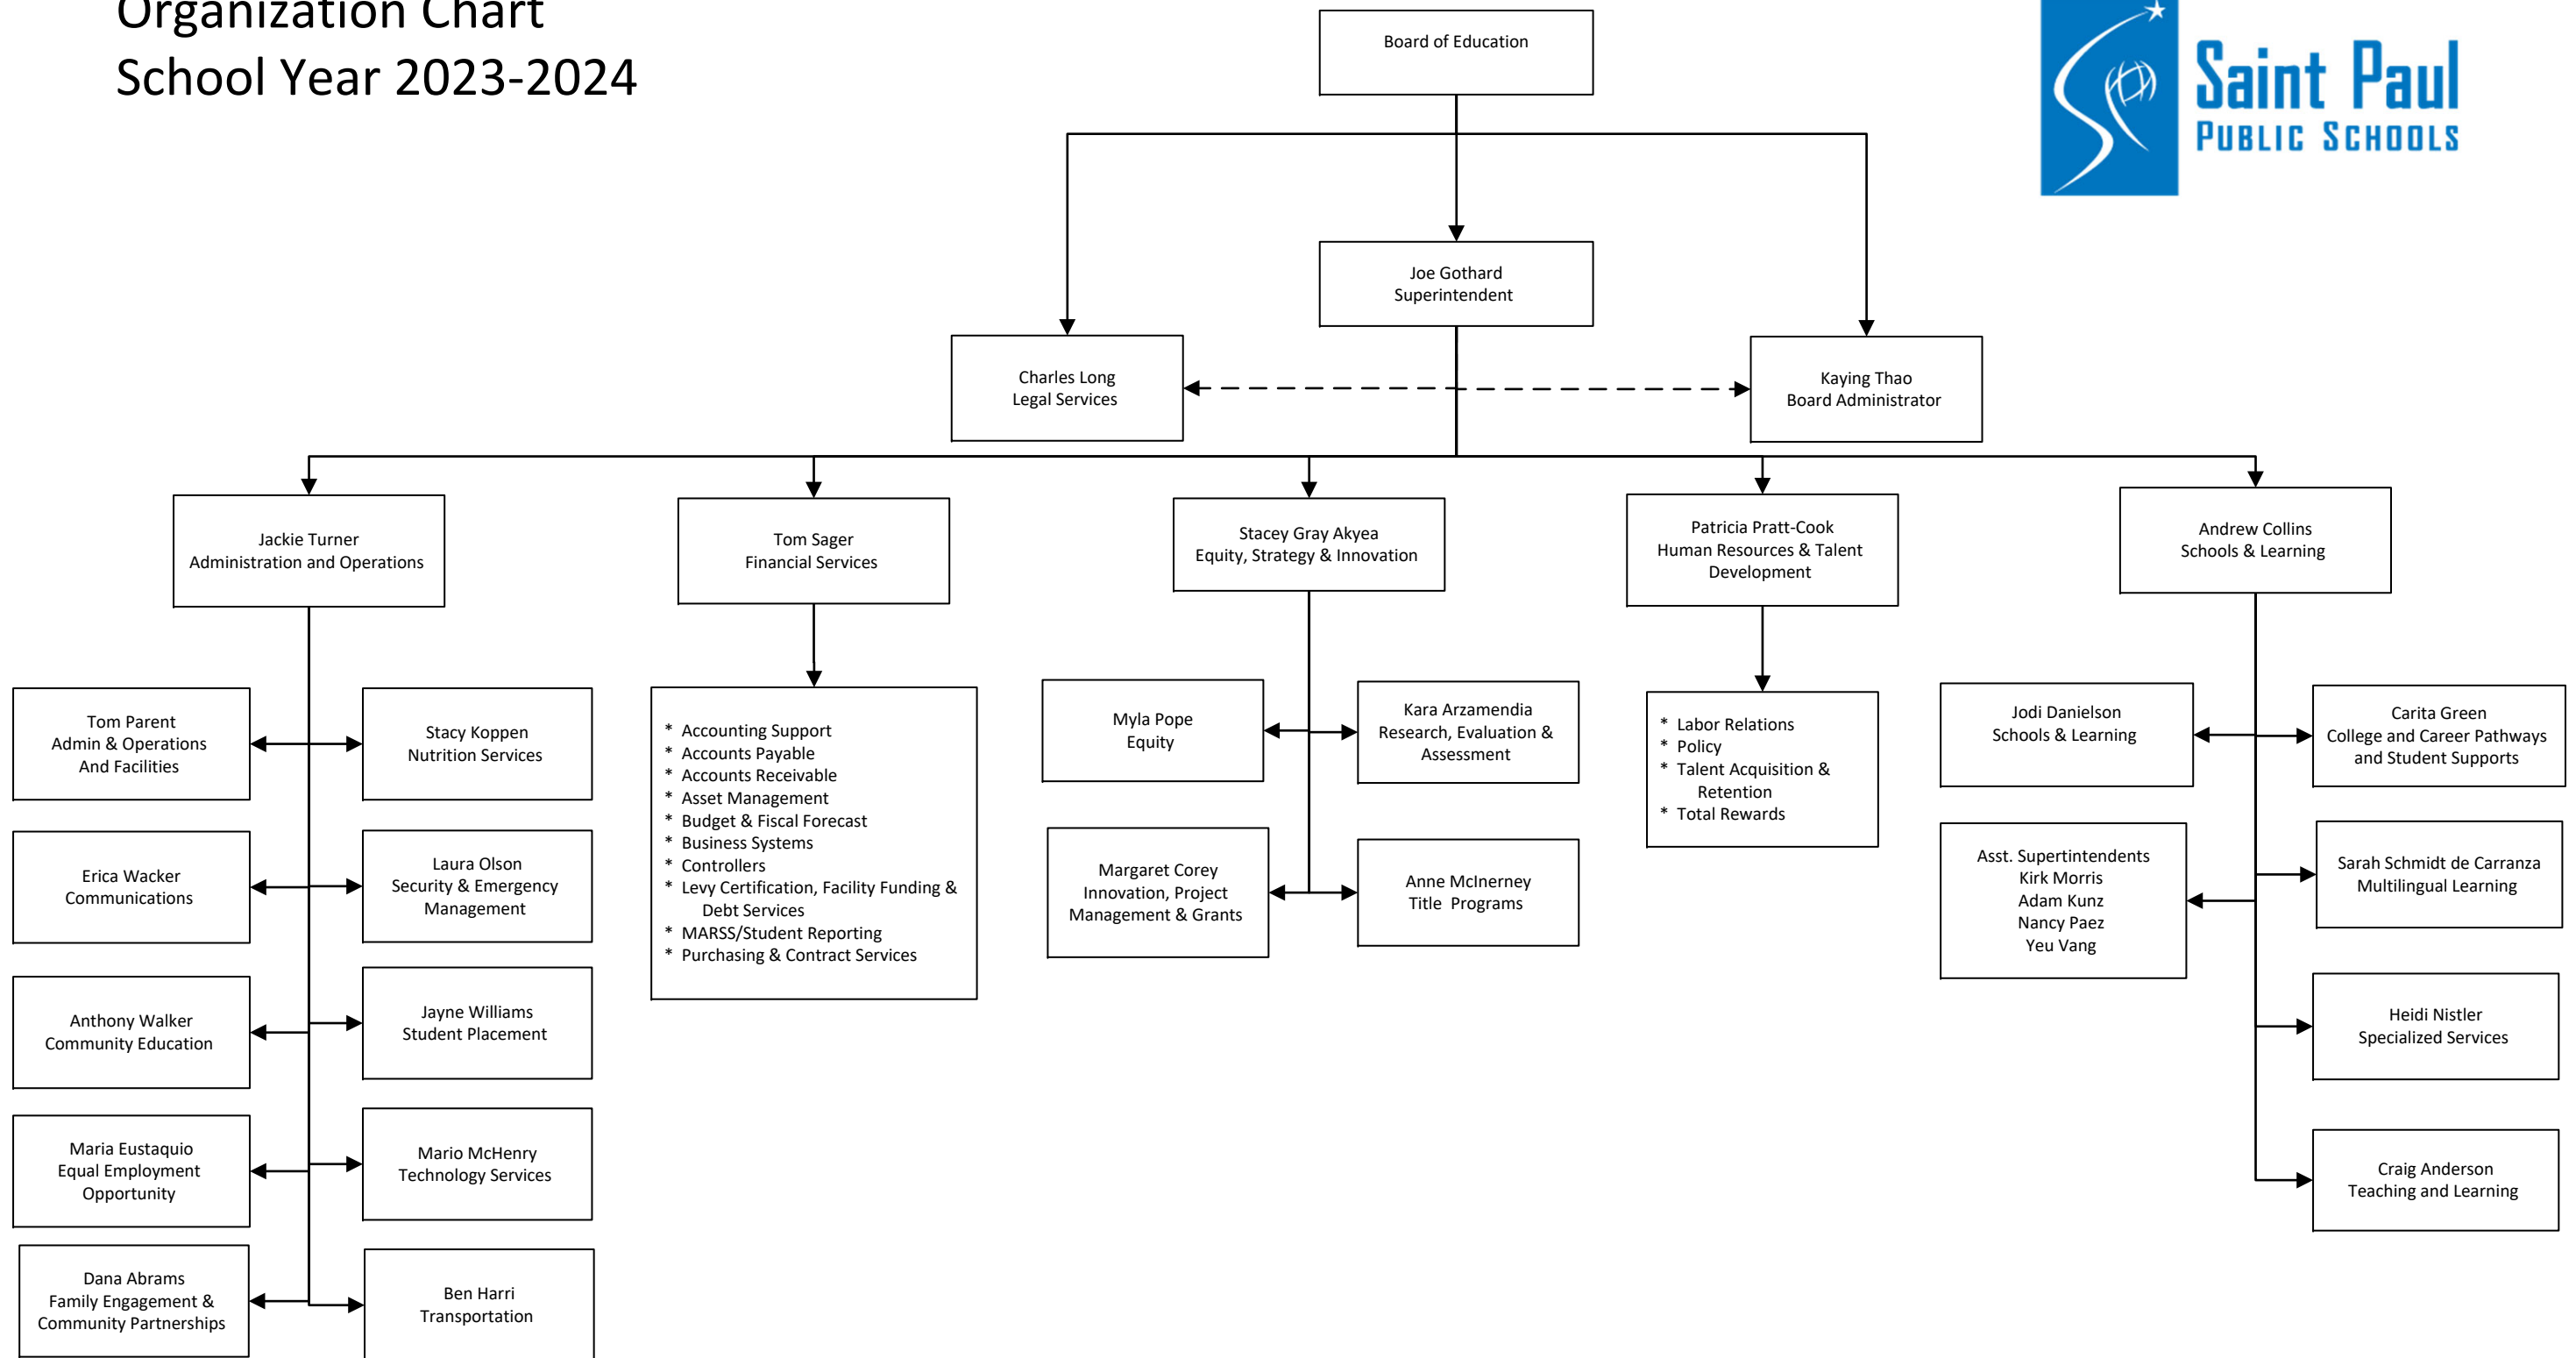 Organization Chart
School Year 2023-2024
Saint Paul
PUBLIC SCHOOLS
Board of Education
Joe Gothard
Superintendent
Charles Long
Legal Services
Kaying Thao
Board Administrator
Jackie Turner
Administration and Operations
Tom Sager
Financial Services
Stacey Gray Akyea
Equity, Strategy & Innovation
Patricia Pratt-Cook
Human Resources & Talent
Development
Andrew Collins
Schools & Learning
Tom Parent
Admin & Operations
And Facilities
Stacy Koppen
Nutrition Services
Erica Wacker
Communications
Laura Olson
Security & Emergency
Management
Anthony Walker
Community Education
Jayne Williams
Student Placement
Maria Eustaquio
Equal Employment
Opportunity
Mario McHenry
Technology Services
Dana Abrams
Family Engagement &
Community Partnerships
Ben Harri
Transportation
* Accounting Support
* Accounts Payable
* Accounts Receivable
* Asset Management
* Budget & Fiscal Forecast
* Business Systems
* Controllers
* Levy Certification, Facility Funding &
Debt Services
* MARSS/Student Reporting
* Purchasing & Contract Services
Myla Pope
Equity
Kara Arzamendia
Research, Evaluation &
Assessment
Margaret Corey
Innovation, Project
Management & Grants
Anne McInerney
Title Programs
* Labor Relations
* Policy
* Talent Acquisition &
Retention
* Total Rewards
Jodi Danielson
Schools & Learning
Carita Green
College and Career Pathways
and Student Supports
Asst. Supertintendents
Kirk Morris
Adam Kunz
Nancy Paez
Yeu Vang
Sarah Schmidt de Carranza
Multilingual Learning
Heidi Nistler
Specialized Services
Craig Anderson
Teaching and Learning